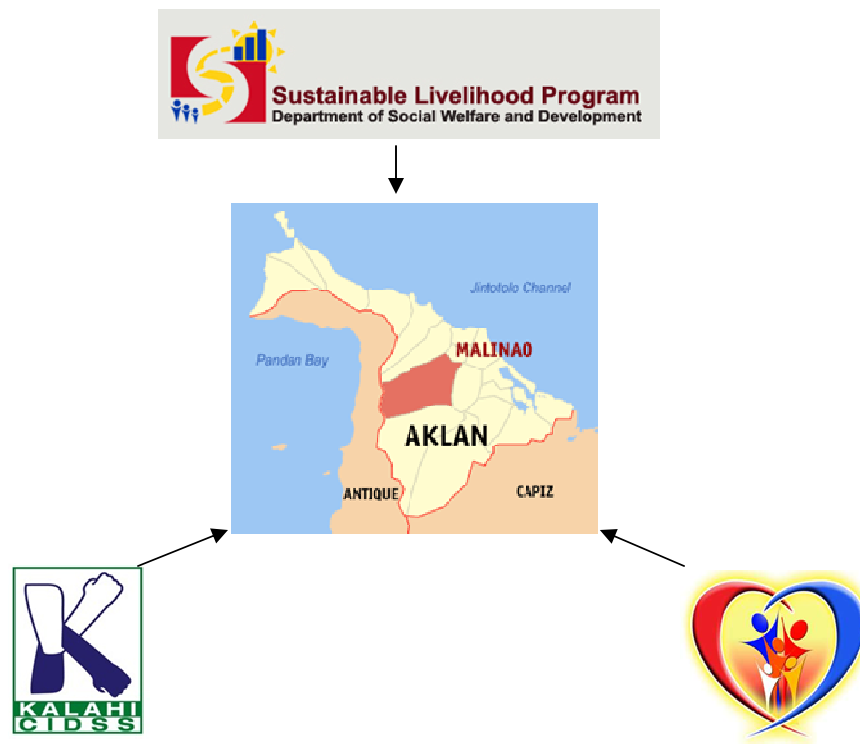 Sustainable Livelihood Program
Department of Social Welfare and Development
Jintotolo Channel
MALINAO
Pandan Bay
AKLAN
ANTIQUE
CAPIZ
KALAHI
CIDSS